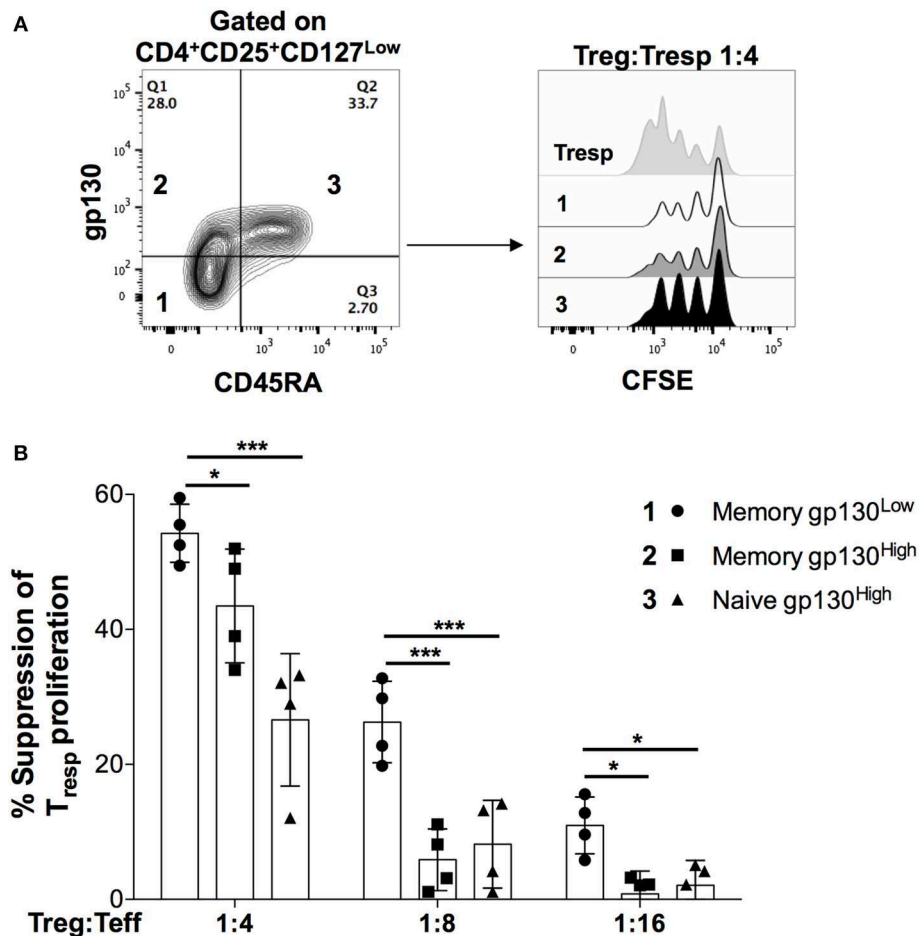 A
Gated on
CD4⁺CD25⁺CD127ᴸᵒʷ
Q1
28.0
Q2
33.7
2
3
1
Q3
2.70
gp130
10⁵
10⁴
10³
10²
0
0
10³
10⁴
10⁵
CD45RA
Treg:Tresp 1:4
Tresp
1
2
3
0
10³
10⁴
10⁵
CFSE
B
% Suppression of
Tresp proliferation
60
40
20
0
***
*
***
***
*
*
1 ● Memory gp130ᴸᵒʷ
2 ■ Memory gp130ᴴⁱᵍʰ
3 ▲ Naive gp130ᴴⁱᵍʰ
Treg:Teff 1:4 1:8 1:16